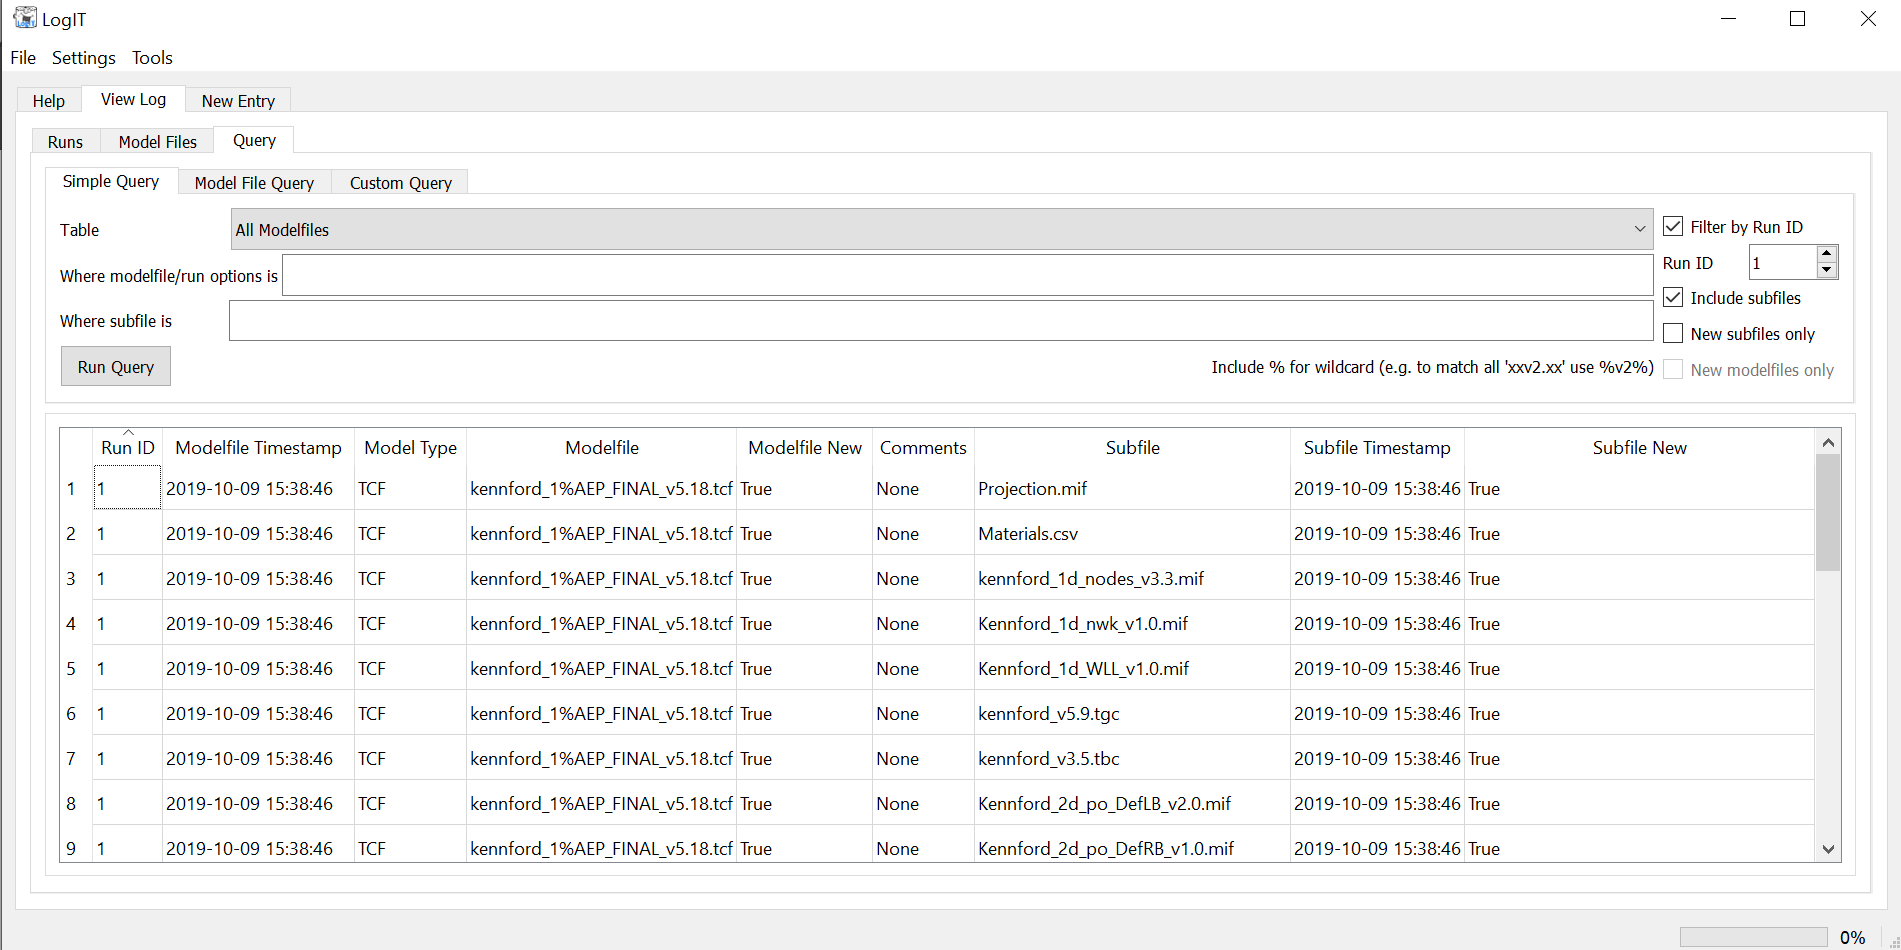 LogIT
File Settings Tools
Help View Log New Entry
Runs Model Files Query
Simple Query Model File Query Custom Query
Table All Modelfiles Filter by Run ID
Where modelfile/run options is Run ID 1
Include subfiles
Where subfile is
New subfiles only
Run Query Include % for wildcard (e.g. to match all 'xxv2.xx' use %v2%) New modelfiles only
Run ID Modelfile Timestamp Model Type Modelfile Modelfile New Comments Subfile Subfile Timestamp Subfile New
1 1 2019-10-09 15:38:46 TCF kennford_1%AEP_FINAL_v5.18.tcf True None Projection.mif 2019-10-09 15:38:46 True
2 1 2019-10-09 15:38:46 TCF kennford_1%AEP_FINAL_v5.18.tcf True None Materials.csv 2019-10-09 15:38:46 True
3 1 2019-10-09 15:38:46 TCF kennford_1%AEP_FINAL_v5.18.tcf True None kennford_1d_nodes_v3.3.mif 2019-10-09 15:38:46 True
4 1 2019-10-09 15:38:46 TCF kennford_1%AEP_FINAL_v5.18.tcf True None Kennford_1d_nwk_v1.0.mif 2019-10-09 15:38:46 True
5 1 2019-10-09 15:38:46 TCF kennford_1%AEP_FINAL_v5.18.tcf True None Kennford_1d_WLL_v1.0.mif 2019-10-09 15:38:46 True
6 1 2019-10-09 15:38:46 TCF kennford_1%AEP_FINAL_v5.18.tcf True None kennford_v5.9.tgc 2019-10-09 15:38:46 True
7 1 2019-10-09 15:38:46 TCF kennford_1%AEP_FINAL_v5.18.tcf True None kennford_v3.5.tbc 2019-10-09 15:38:46 True
8 1 2019-10-09 15:38:46 TCF kennford_1%AEP_FINAL_v5.18.tcf True None Kennford_2d_po_DefLB_v2.0.mif 2019-10-09 15:38:46 True
9 1 2019-10-09 15:38:46 TCF kennford_1%AEP_FINAL_v5.18.tcf True None Kennford_2d_po_DefRB_v1.0.mif 2019-10-09 15:38:46 True
0%